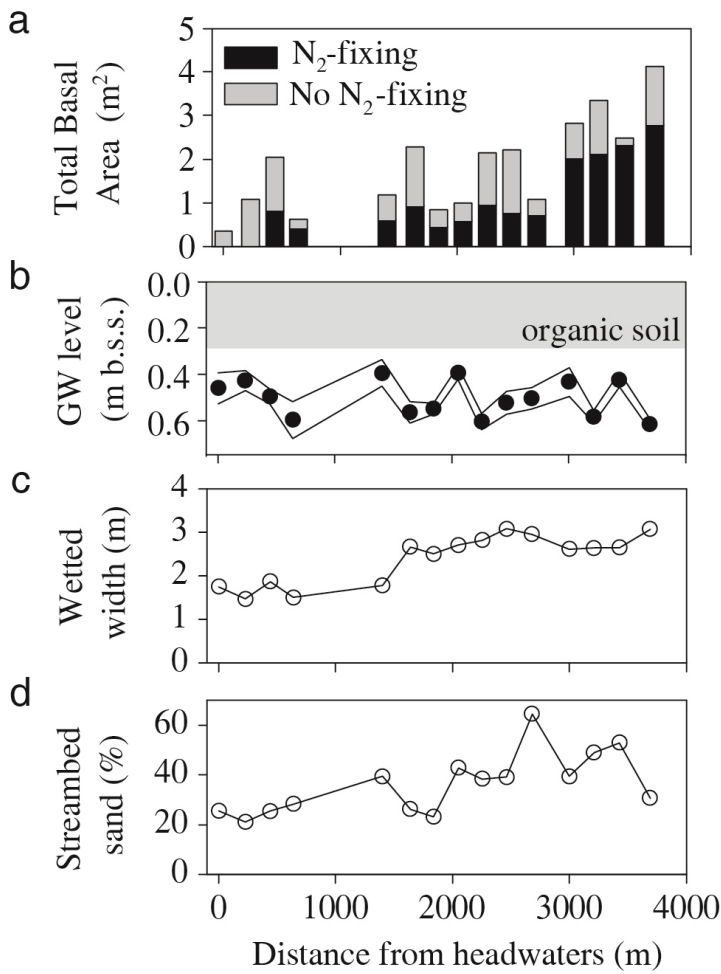 a
Total Basal
Area (m²)
5
4
3
2
1
0
N₂-fixing
No N₂-fixing
b
GW level
(m b.s.s.)
0.0
0.2
0.4
0.6
organic soil
c
Wetted
width (m)
4
3
2
1
0
d
Streambed
sand (%)
60
40
20
0
0 1000 2000 3000 4000
Distance from headwaters (m)